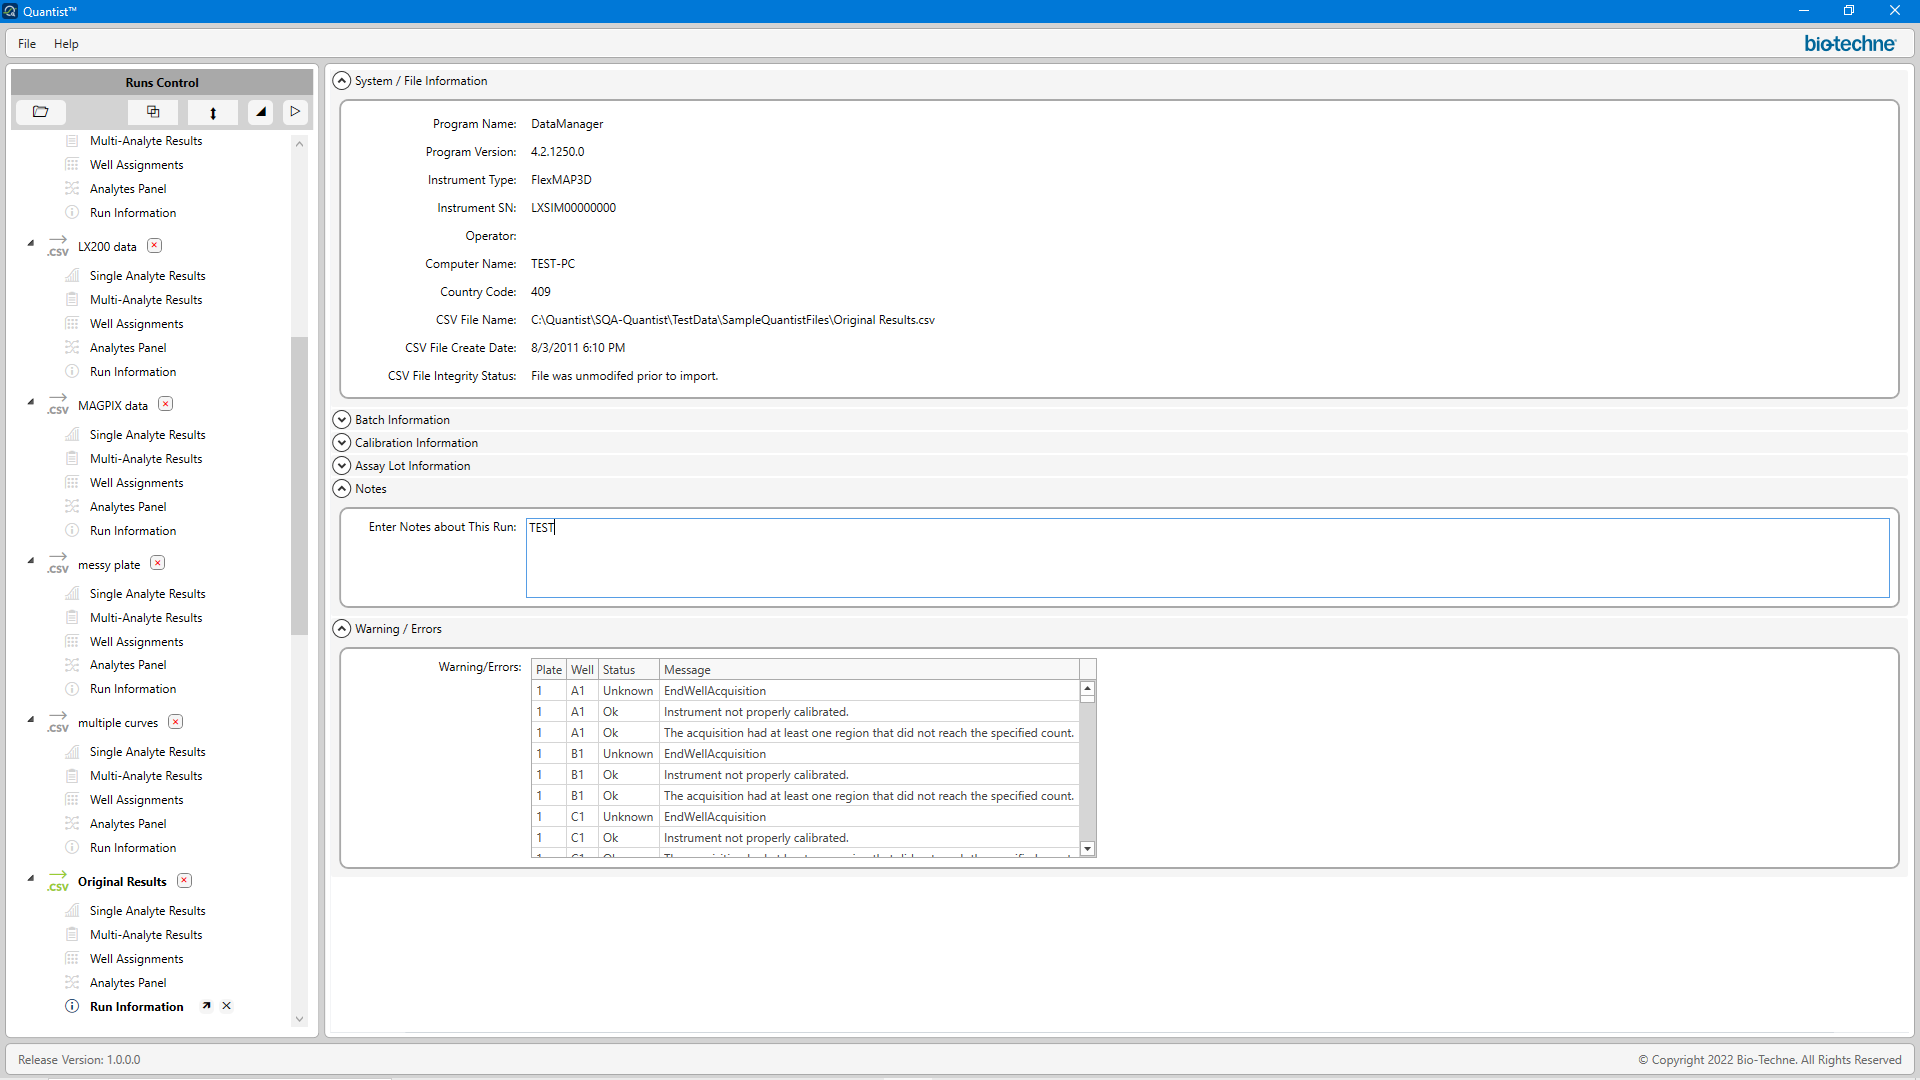 Quantist™
File Help
bio-techne
Runs Control
Multi-Analyte Results
Well Assignments
Analytes Panel
Run Information
.CSV LX200 data
Single Analyte Results
Multi-Analyte Results
Well Assignments
Analytes Panel
Run Information
.CSV MAGPIX data
Single Analyte Results
Multi-Analyte Results
Well Assignments
Analytes Panel
Run Information
.CSV messy plate
Single Analyte Results
Multi-Analyte Results
Well Assignments
Analytes Panel
Run Information
.CSV multiple curves
Single Analyte Results
Multi-Analyte Results
Well Assignments
Analytes Panel
Run Information
.CSV Original Results
Single Analyte Results
Multi-Analyte Results
Well Assignments
Analytes Panel
Run Information
System / File Information
Program Name: DataManager
Program Version: 4.2.1250.0
Instrument Type: FlexMAP3D
Instrument SN: LXSIM00000000
Operator:
Computer Name: TEST-PC
Country Code: 409
CSV File Name: C:\Quantist\SQA-Quantist\TestData\SampleQuantistFiles\Original Results.csv
CSV File Create Date: 8/3/2011 6:10 PM
CSV File Integrity Status: File was unmodifed prior to import.
Batch Information
Calibration Information
Assay Lot Information
Notes
Enter Notes about This Run: TEST
Warning / Errors
Warning/Errors: Plate Well Status Message
1 A1 Unknown EndWellAcquisition
1 A1 Ok Instrument not properly calibrated.
1 A1 Ok The acquisition had at least one region that did not reach the specified count.
1 B1 Unknown EndWellAcquisition
1 B1 Ok Instrument not properly calibrated.
1 B1 Ok The acquisition had at least one region that did not reach the specified count.
1 C1 Unknown EndWellAcquisition
1 C1 Ok Instrument not properly calibrated.
Release Version: 1.0.0.0
© Copyright 2022 Bio-Techne. All Rights Reserved